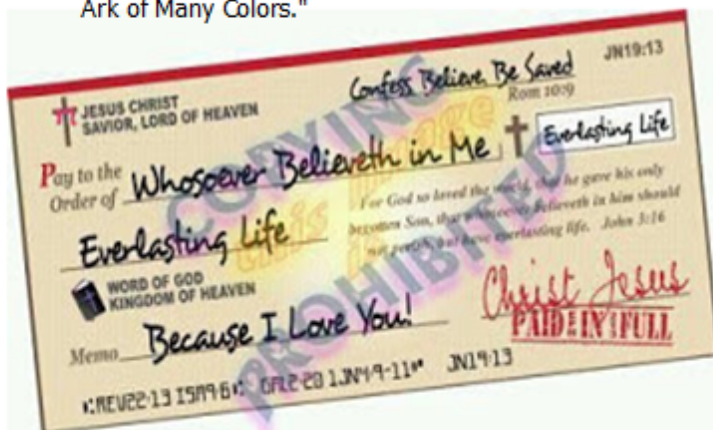 Ark of Many Colors."
JN19:13
Confess Believe Be Saved
Rom 10:9
JESUS CHRIST
SAVIOR, LORD OF HEAVEN
Pay to the
Order of Whosoever Believeth in Me
Everlasting Life
For God so loved the world, that he gave his only
begotten Son, that whosoever believeth in him should
not perish, but have everlasting life. John 3:16
Everlasting Life
WORD OF GOD
KINGDOM OF HEAVEN
Christ Jesus
PAID IN FULL
Memo Because I Love You!
REV22:13 ISA9:6 GAL2:20 1JN4:9-11 JN19:13
COPYING
this image
is
PROHIBITED